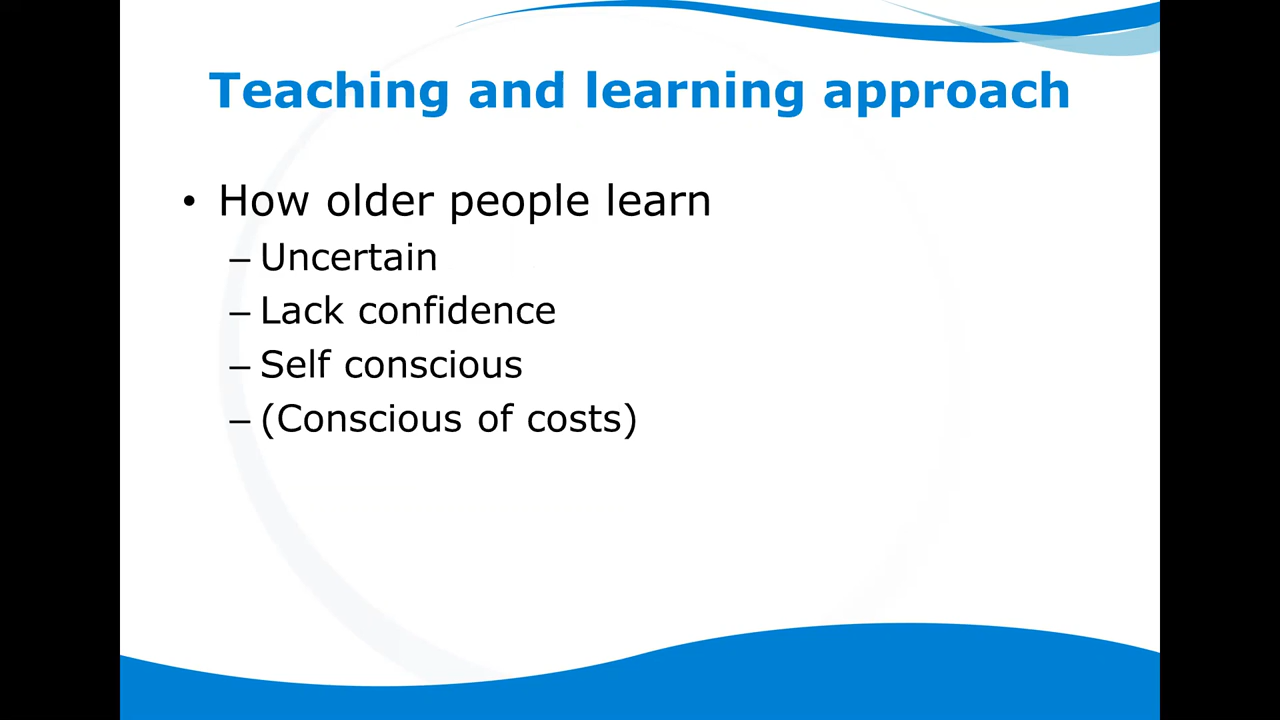 Teaching and learning approach
• How older people learn
– Uncertain
– Lack confidence
– Self conscious
– (Conscious of costs)